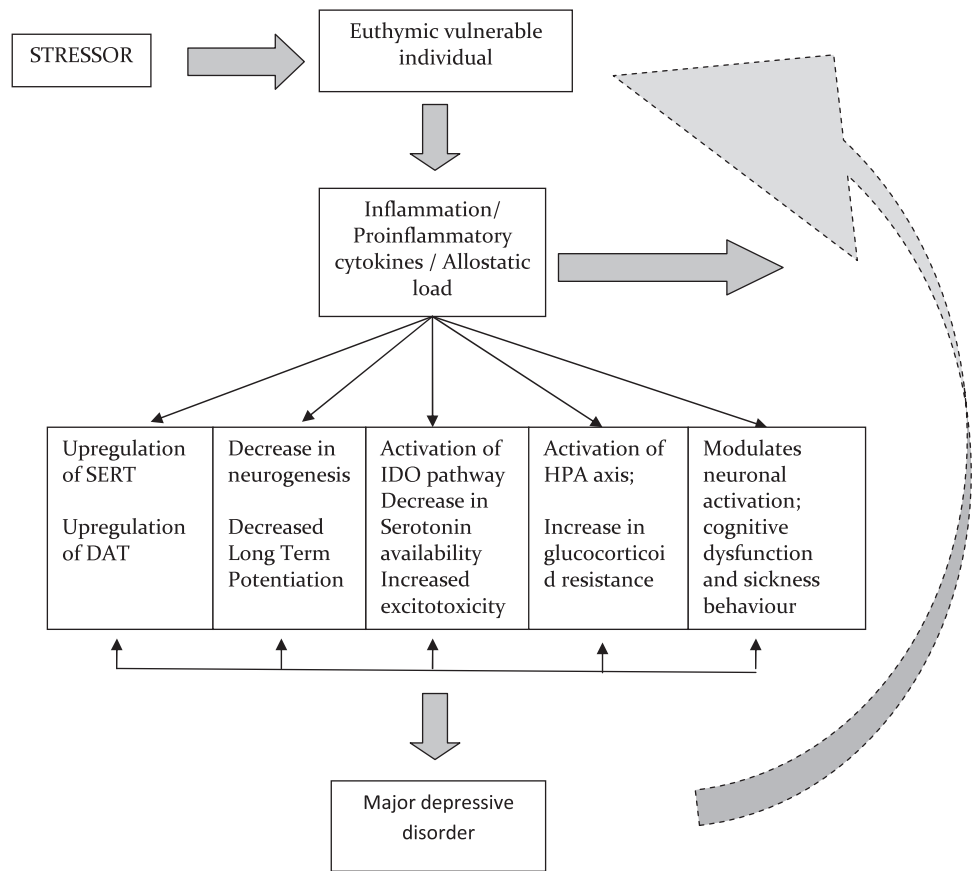 STRESSOR
Euthymic vulnerable
individual
Inflammation/
Proinflammatory
cytokines / Allostatic
load
Upregulation
of SERT
Upregulation
of DAT
Decrease in
neurogenesis
Decreased
Long Term
Potentiation
Activation of
IDO pathway
Decrease in
Serotonin
availability
Increased
excitotoxicity
Activation of
HPA axis;
Increase in
glucocorticoi
d resistance
Modulates
neuronal
activation;
cognitive
dysfunction
and sickness
behaviour
Major depressive
disorder